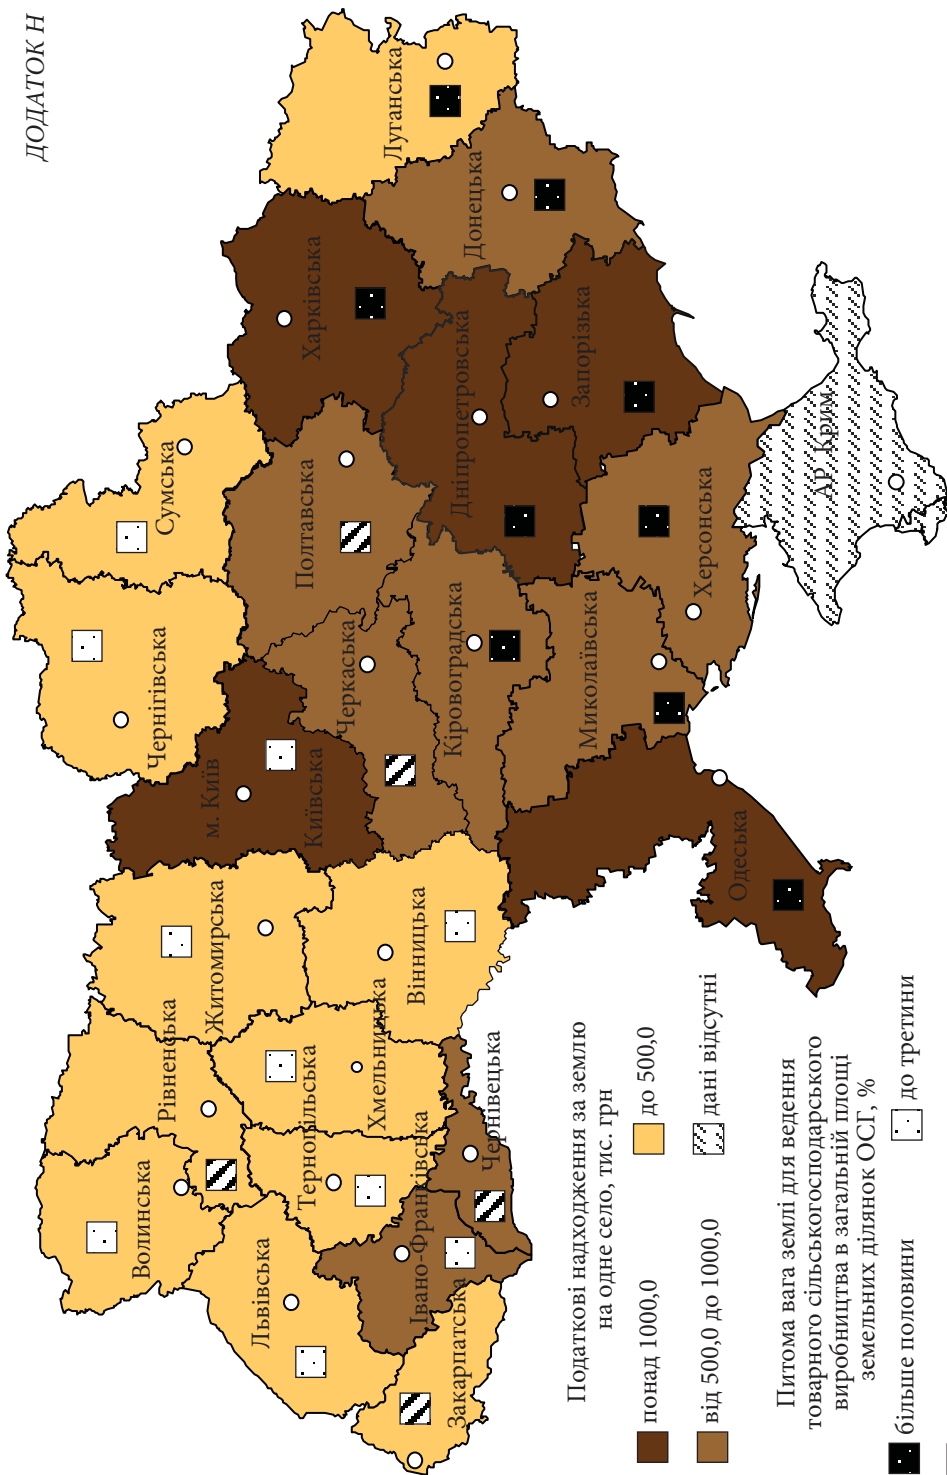 ДОДАТОК Н
Волинська
Рівненська
Житомирська
м. Київ
Київська
Чернігівська
Сумська
Львівська
Тернопільська
Хмельницька
Вінницька
Черкаська
Полтавська
Харківська
Луганська
Закарпатська
Івано-Франківська
Чернівецька
Кіровоградська
Дніпропетровська
Донецька
Одеська
Миколаївська
Херсонська
Запорізька
АР Крим
Податкові надходження за землю
на одне село, тис. грн
понад 1000,0
до 500,0
від 500,0 до 1000,0
дані відсутні
Питома вага землі для ведення
товарного сільськогосподарського
виробництва в загальній площі
земельних ділянок ОСГ, %
більше половини
до третини